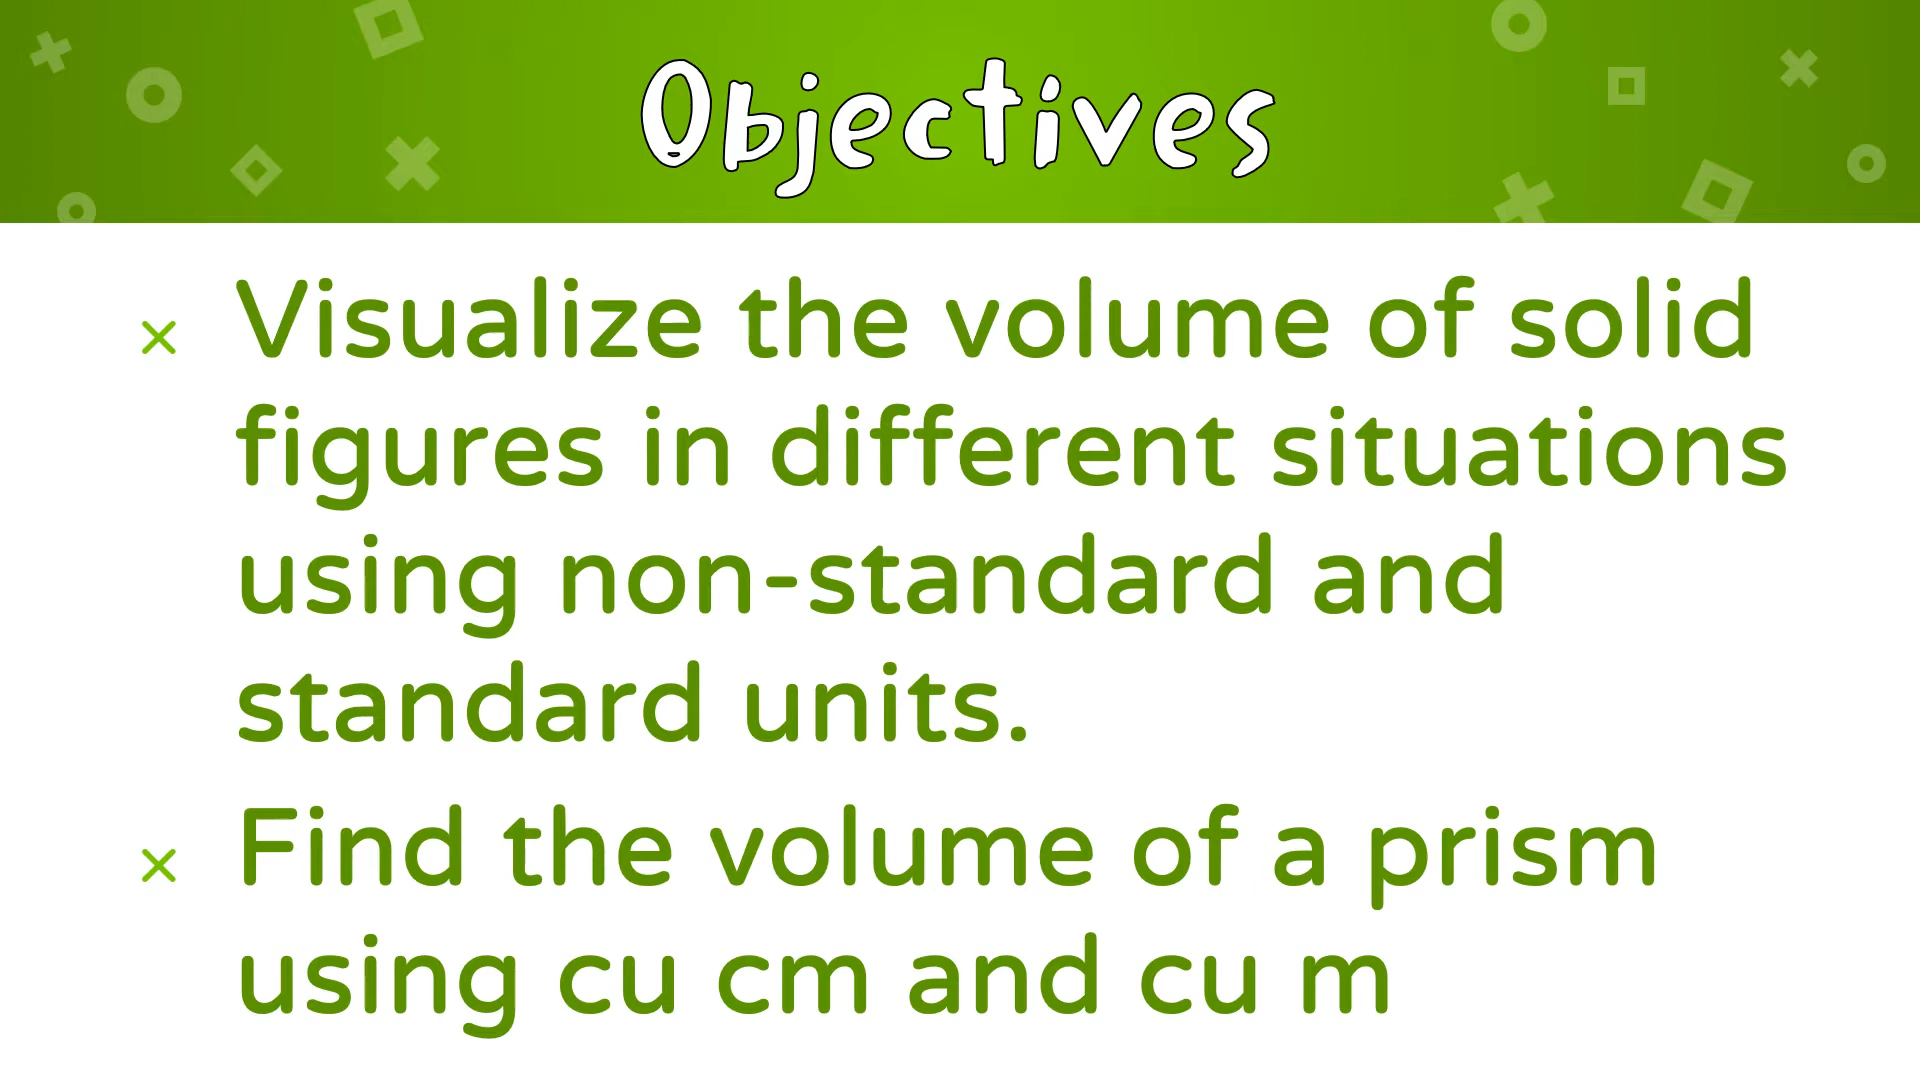 Objectives
Visualize the volume of solid
figures in different situations
using non-standard and
standard units.
Find the volume of a prism
using cu cm and cu m